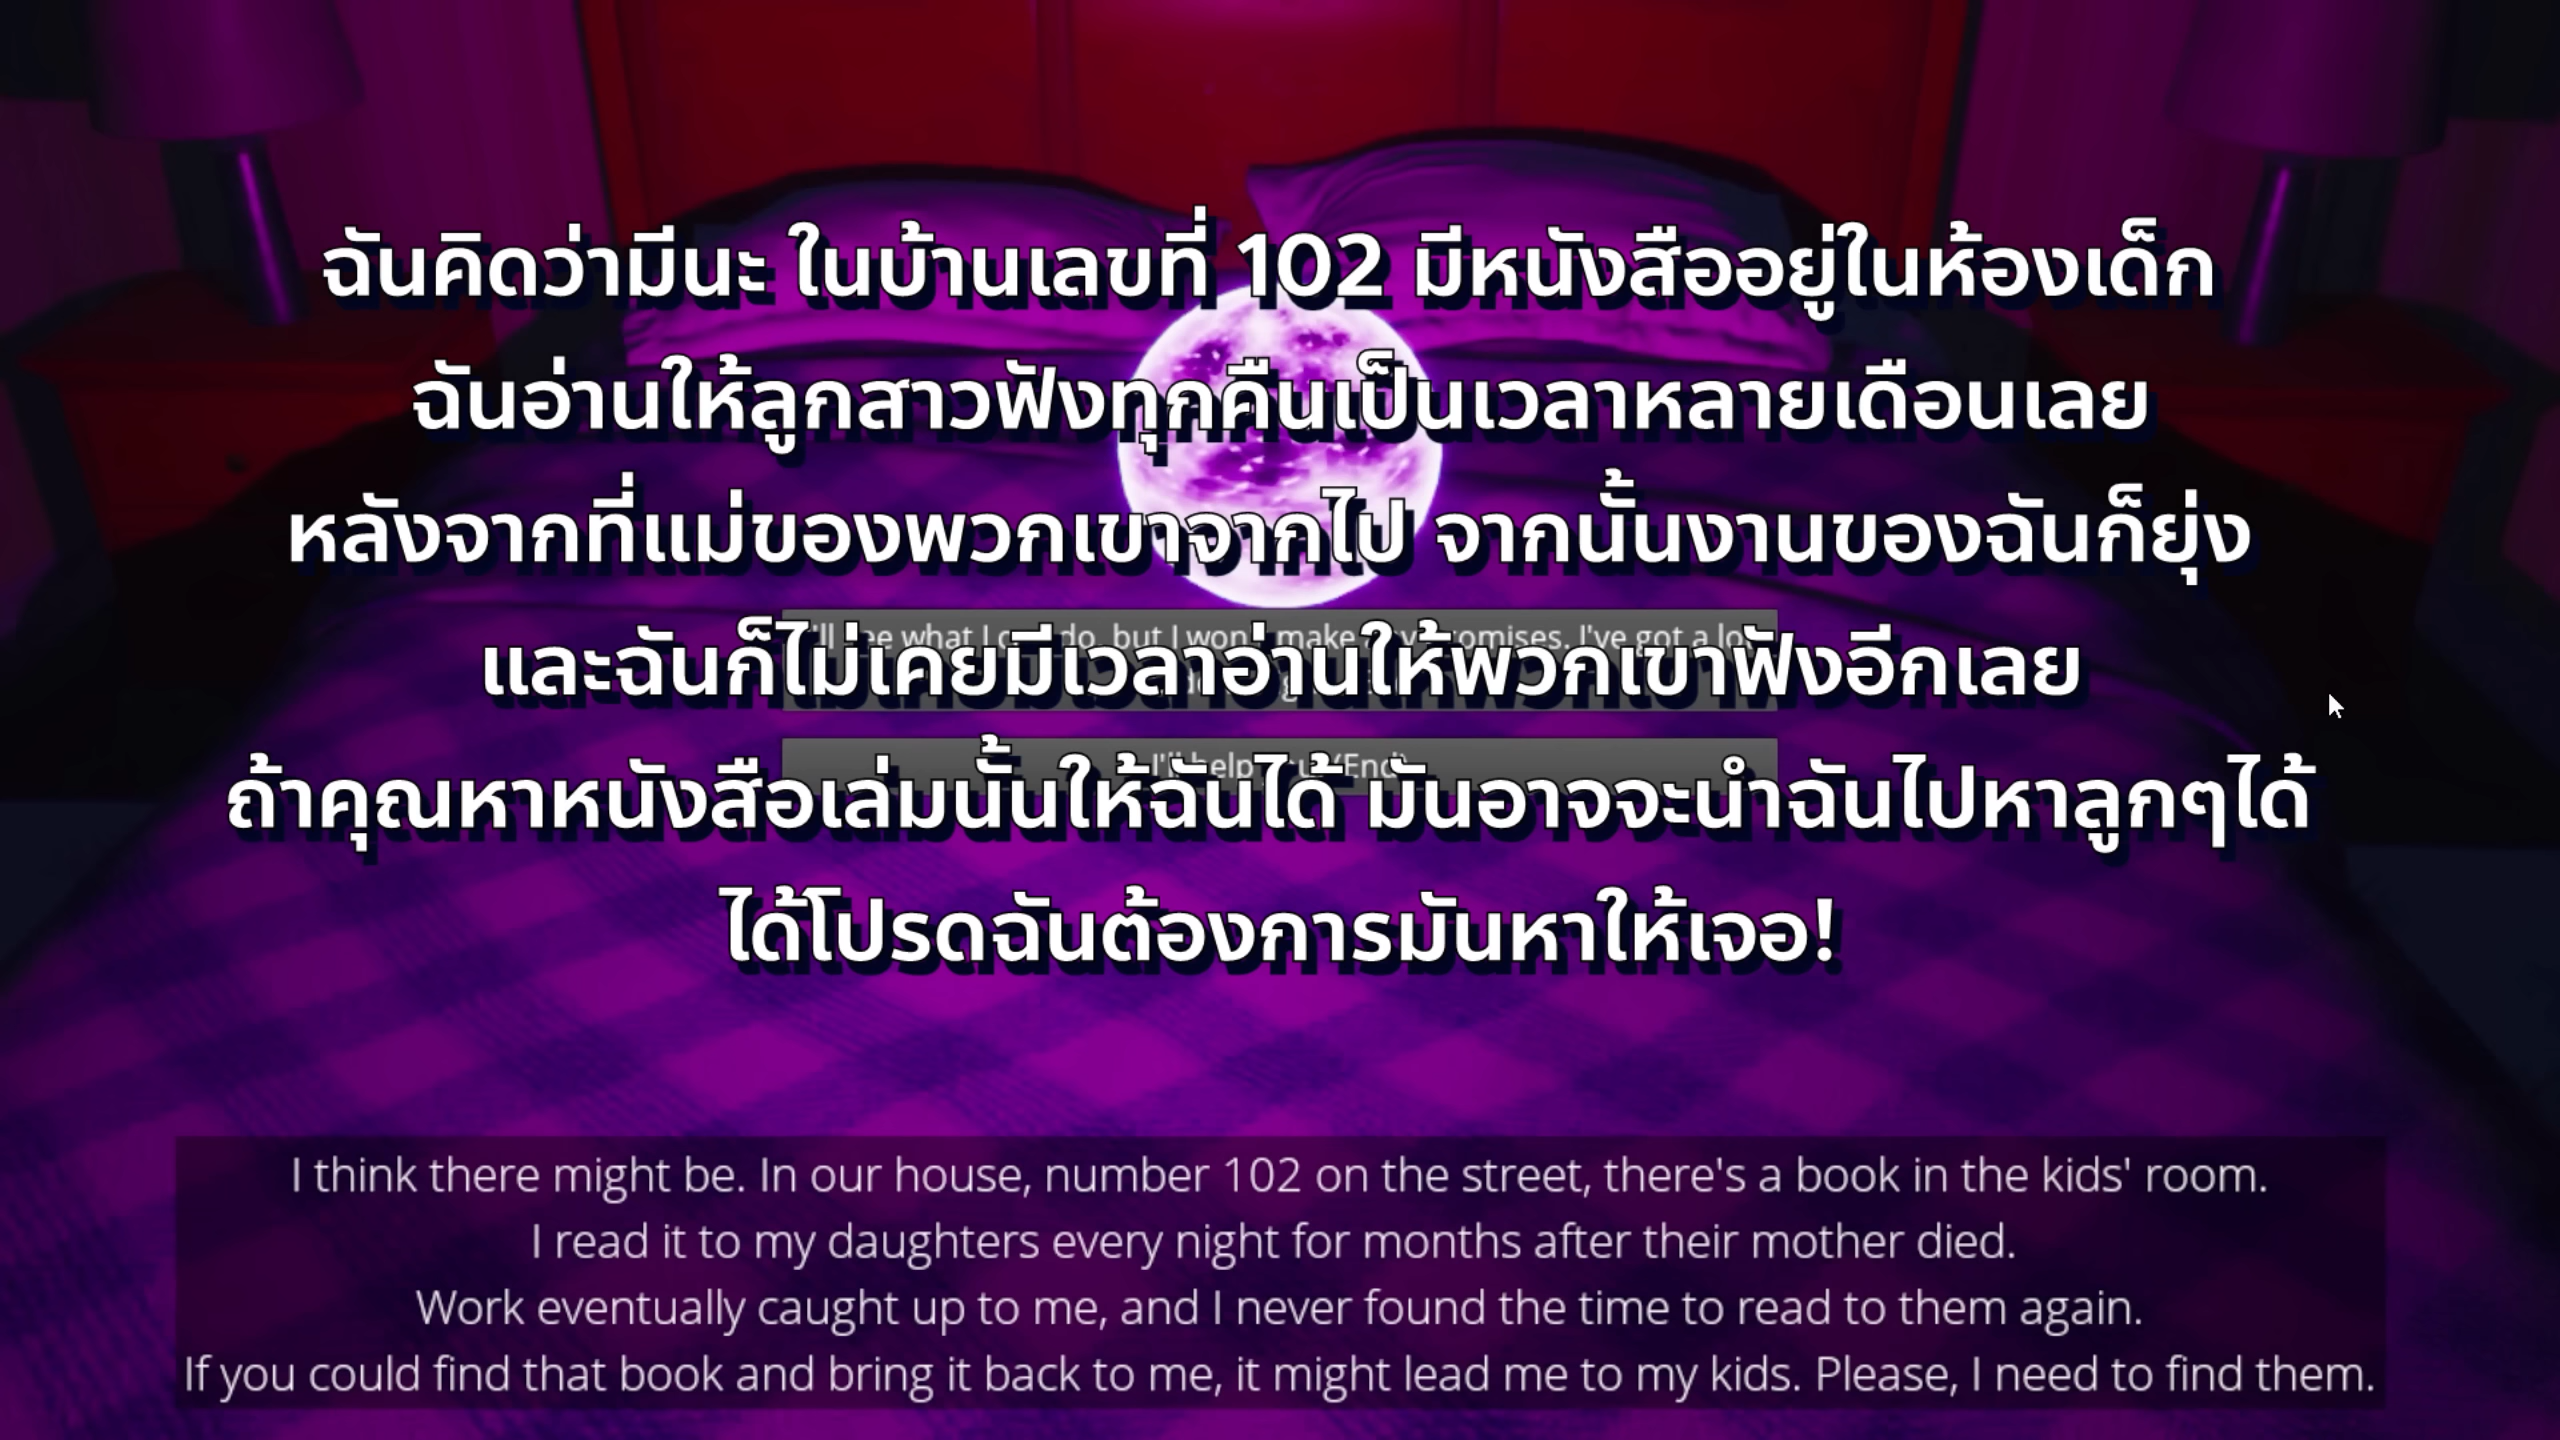 ฉันคิดว่ามีนะ ในบ้านเลขที่ 102 มีหนังสืออยู่ในห้องเด็ก
ฉันอ่านให้ลูกสาวฟังทุกคืนเป็นเวลาหลายเดือนเลย
หลังจากที่แม่ของพวกเขาจากไป จากนั้นงานของฉันก็ยุ่ง
และฉันก็ไม่เคยมีเวลาอ่านให้พวกเขาฟังอีกเลย
ถ้าคุณหาหนังสือเล่มนั้นให้ฉันได้ มันอาจจะนำฉันไปหาลูกๆได้
ได้โปรดฉันต้องการมันหาให้เจอ!
what I do, but I make promises. I've got a
I'll help (End)
I think there might be. In our house, number 102 on the street, there's a book in the kids' room.
I read it to my daughters every night for months after their mother died.
Work eventually caught up to me, and I never found the time to read to them again.
If you could find that book and bring it back to me, it might lead me to my kids. Please, I need to find them.